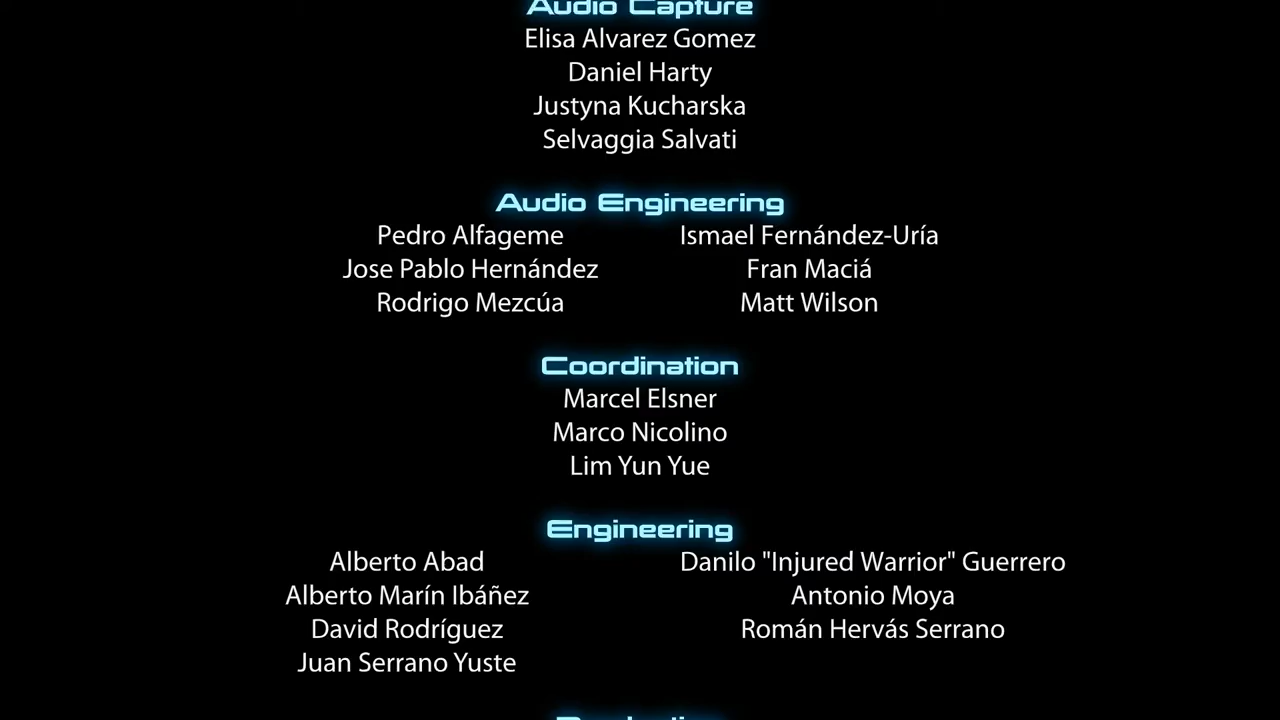 Audio Capture
Elisa Alvarez Gomez
Daniel Harty
Justyna Kucharska
Selvaggia Salvati
Audio Engineering
Pedro Alfageme Ismael Fernández-Uría
Jose Pablo Hernández Fran Maciá
Rodrigo Mezcúa Matt Wilson
Coordination
Marcel Elsner
Marco Nicolino
Lim Yun Yue
Engineering
Alberto Abad Danilo "Injured Warrior" Guerrero
Alberto Marín Ibáñez Antonio Moya
David Rodríguez Román Hervás Serrano
Juan Serrano Yuste